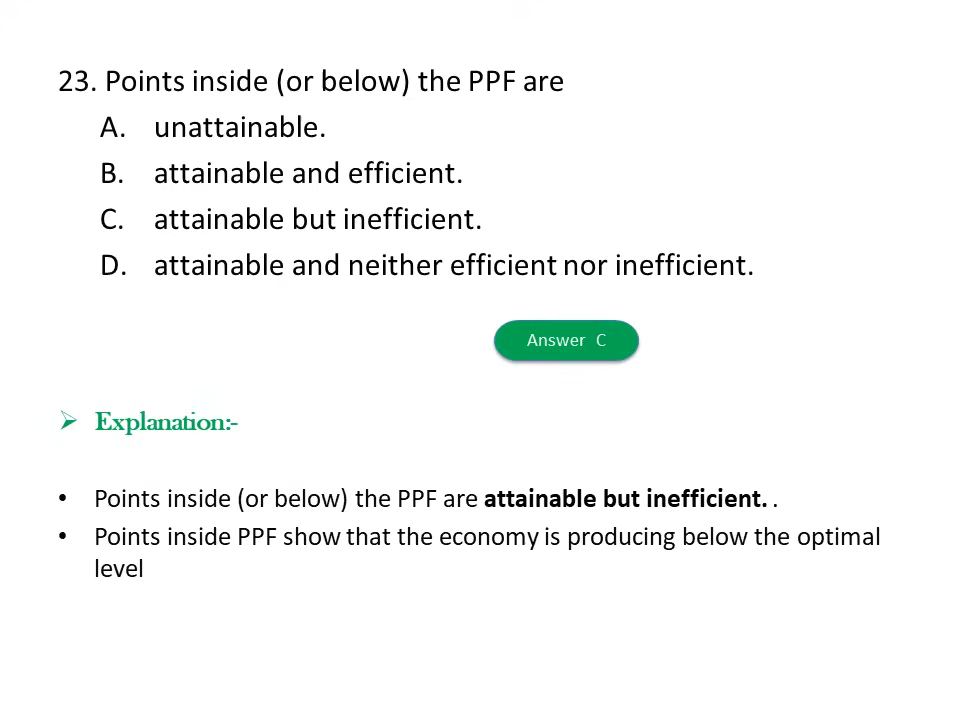 23. Points inside (or below) the PPF are
A. unattainable.
B. attainable and efficient.
C. attainable but inefficient.
D. attainable and neither efficient nor inefficient.
Answer C
➢ Explanation:-
• Points inside (or below) the PPF are attainable but inefficient. .
• Points inside PPF show that the economy is producing below the optimal
level